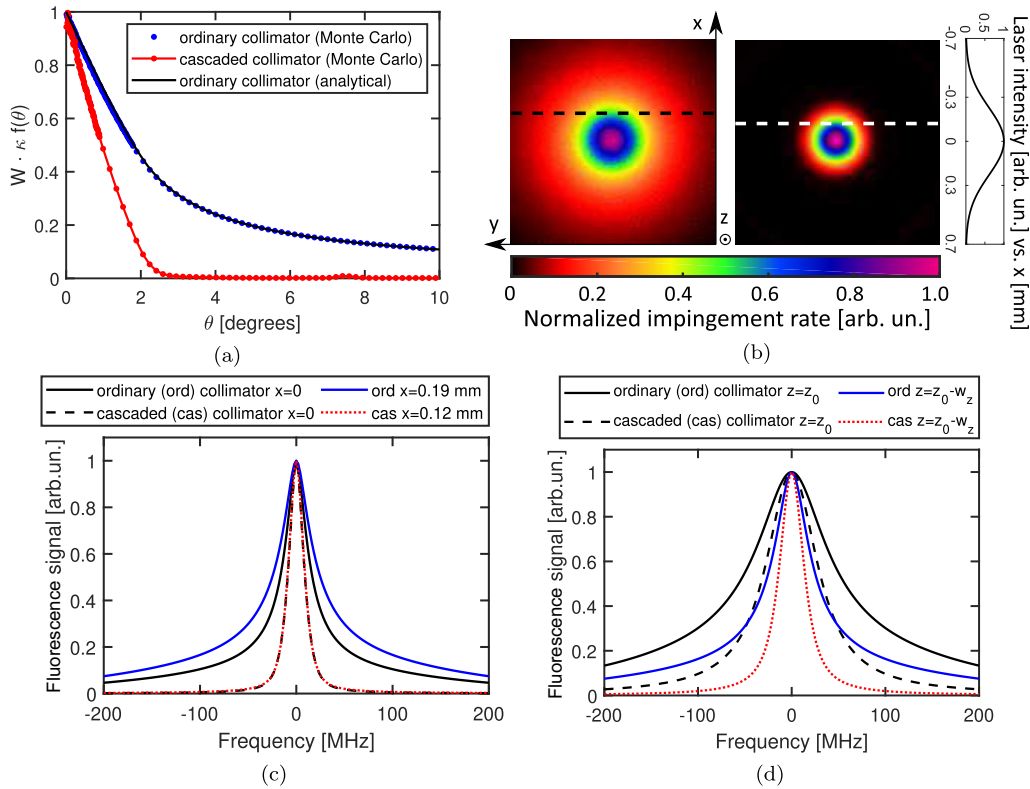 ordinary collimator (Monte Carlo)
cascaded collimator (Monte Carlo)
ordinary collimator (analytical)
W · κ f(θ)
1
0.8
0.6
0.4
0.2
0
0 2 4 6 8 10
θ [degrees]
(a)
x
y
z
0 0.2 0.4 0.6 0.8 1.0
Normalized impingement rate [arb. un.]
Laser intensity [arb. un.] vs. x [mm]
0 0.5 1
-0.7
-0.3
0
0.3
0.7
(b)
ordinary (ord) collimator x=0
ord x=0.19 mm
cascaded (cas) collimator x=0
cas x=0.12 mm
Fluorescence signal [arb.un.]
1
0.8
0.6
0.4
0.2
0
-200 -100 0 100 200
Frequency [MHz]
(c)
ordinary (ord) collimator z=z₀
ord z=z₀-w_z
cascaded (cas) collimator z=z₀
cas z=z₀-w_z
Fluorescence signal [arb.un.]
1
0.8
0.6
0.4
0.2
0
-200 -100 0 100 200
Frequency [MHz]
(d)